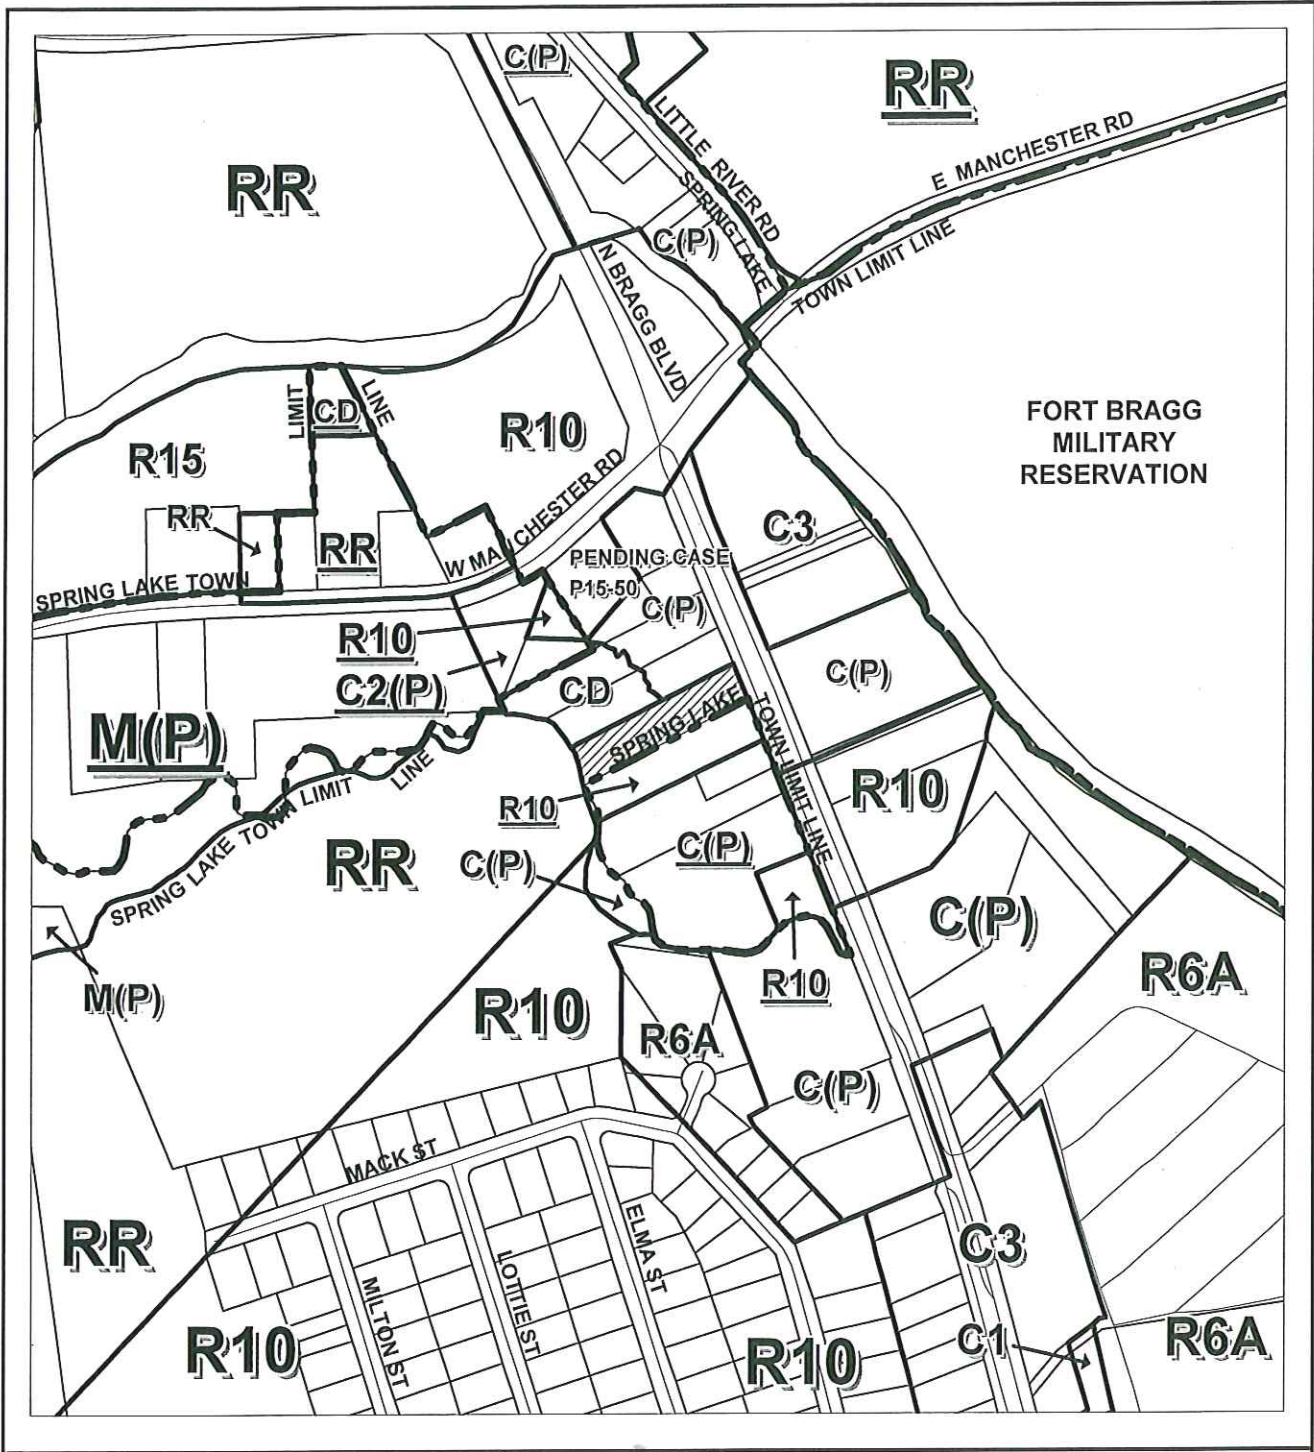 C(P)
RR
LITTLE RIVER RD
E MANCHESTER RD
RR
SPRING LAKE
TOWN LIMIT LINE
C(P)
N BRAGG BLVD
LIMIT
LINE
CD
R10
FORT BRAGG
MILITARY
RESERVATION
R15
RR
RR
W MANCHESTER RD
C3
PENDING CASE
P15-50
SPRING LAKE TOWN
C(P)
R10
C2(P)
CD
C(P)
M(P)
SPRING LAKE
TOWN LIMIT LINE
R10
R10
SPRING LAKE TOWN LIMIT
LINE
RR
C(P)
C(P)
C(P)
R6A
M(P)
R10
R10
R6A
C(P)
MACK ST
RR
ELMA ST
LOTTIE ST
MILTON ST
C3
R10
R10
C1
R6A